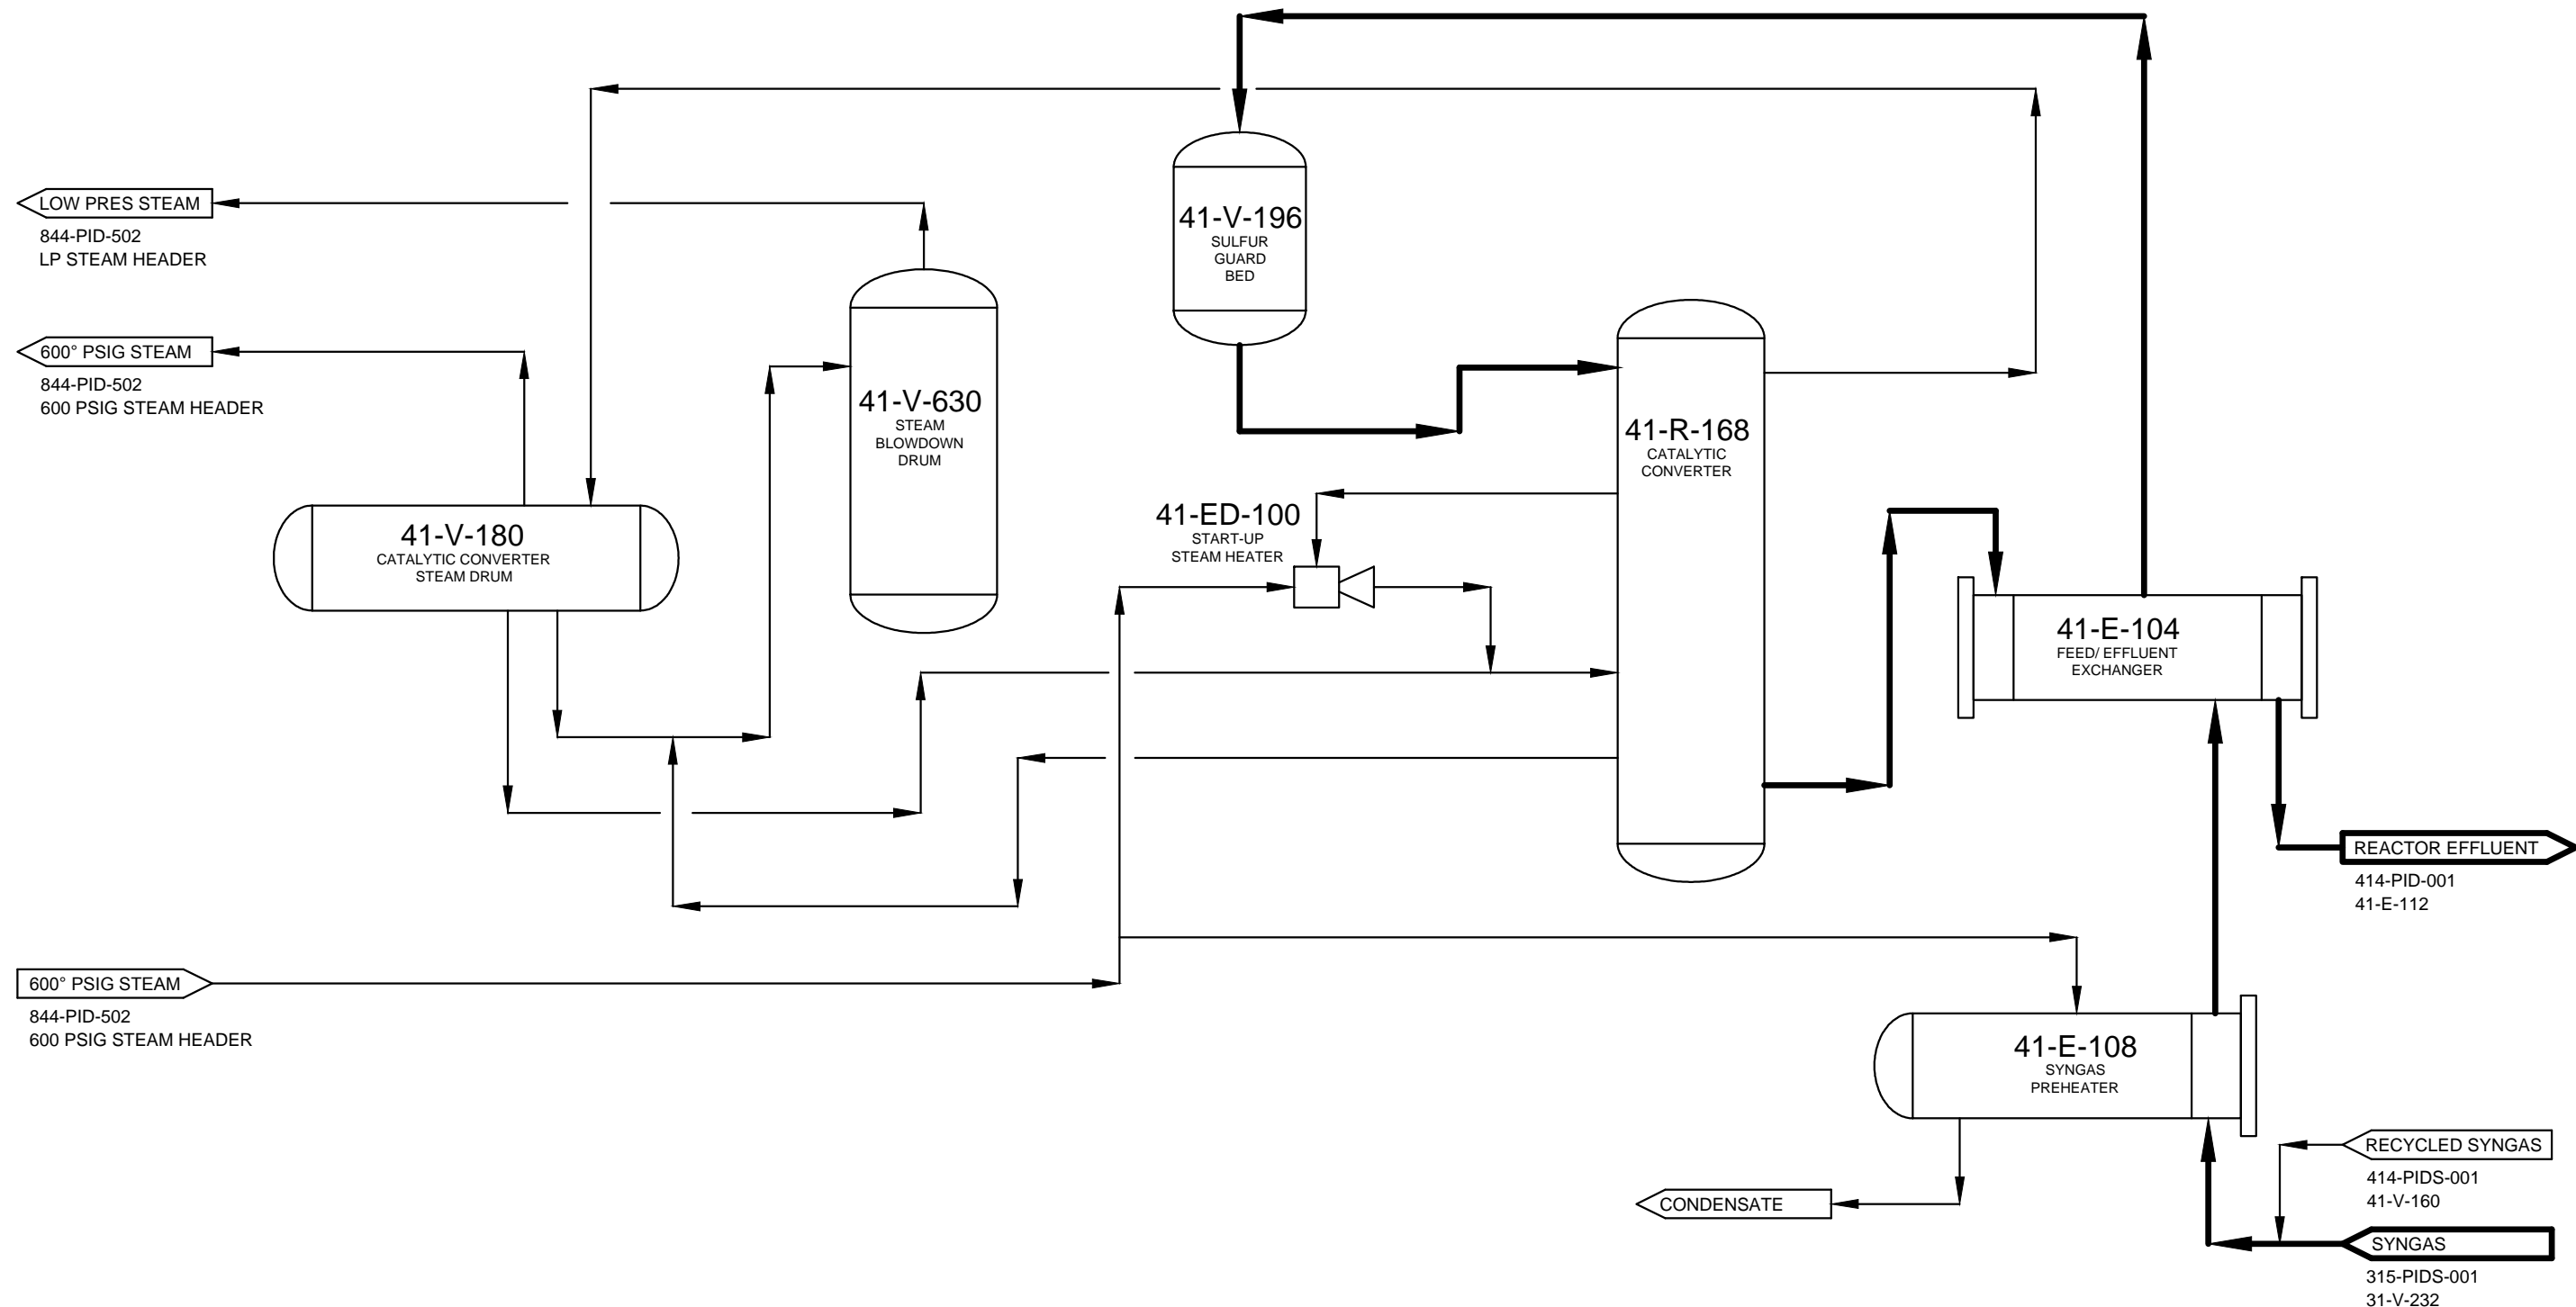 LOW PRES STEAM
844-PID-502
LP STEAM HEADER
600° PSIG STEAM
844-PID-502
600 PSIG STEAM HEADER
41-V-180
CATALYTIC CONVERTER
STEAM DRUM
41-V-630
STEAM
BLOWDOWN
DRUM
41-V-196
SULFUR
GUARD
BED
41-ED-100
START-UP
STEAM HEATER
41-R-168
CATALYTIC
CONVERTER
41-E-104
FEED/ EFFLUENT
EXCHANGER
REACTOR EFFLUENT
414-PID-001
41-E-112
600° PSIG STEAM
844-PID-502
600 PSIG STEAM HEADER
41-E-108
SYNGAS
PREHEATER
CONDENSATE
RECYCLED SYNGAS
414-PIDS-001
41-V-160
SYNGAS
315-PIDS-001
31-V-232